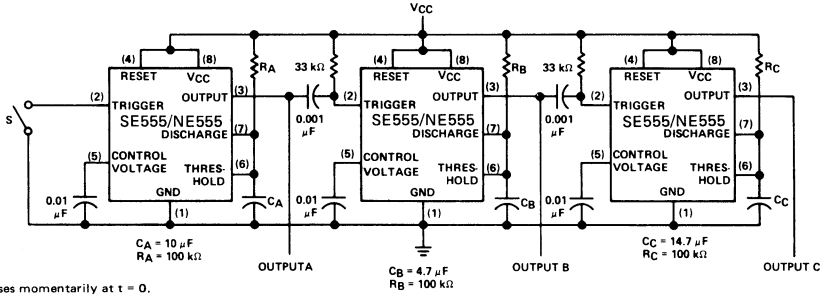 VCC
(4) (8) RA 33 kΩ (4) (8) RB 33 kΩ (4) (8) RC
RESET VCC RESET VCC RESET VCC
(3) (3) (3)
S (2) TRIGGER OUTPUT (2) TRIGGER OUTPUT (2) TRIGGER OUTPUT
SE555/NE555 0.001 μF SE555/NE555 0.001 μF SE555/NE555
DISCHARGE (7) DISCHARGE (7) DISCHARGE (7)
(5) CONTROL VOLTAGE (6) (5) CONTROL VOLTAGE (6) (5) CONTROL VOLTAGE (6)
THRES-HOLD THRES-HOLD THRES-HOLD
0.01 μF GND CA 0.01 μF GND CB 0.01 μF GND CC
(1) (1) (1)
CA = 10 μF
RA = 100 kΩ
OUTPUT A
CB = 4.7 μF
RB = 100 kΩ
OUTPUT B
CC = 14.7 μF
RC = 100 kΩ
OUTPUT C
ses momentarily at t = 0.